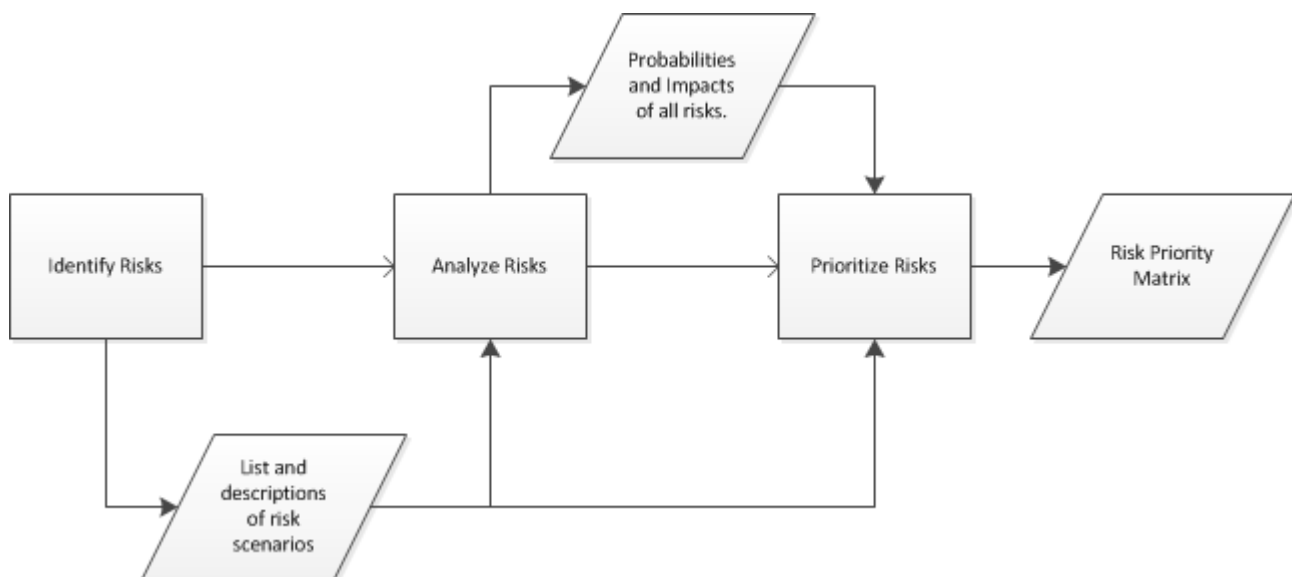 Probabilities
and Impacts
of all risks.
Identify Risks
Analyze Risks
Prioritize Risks
Risk Priority
Matrix
List and
descriptions
of risk
scenarios